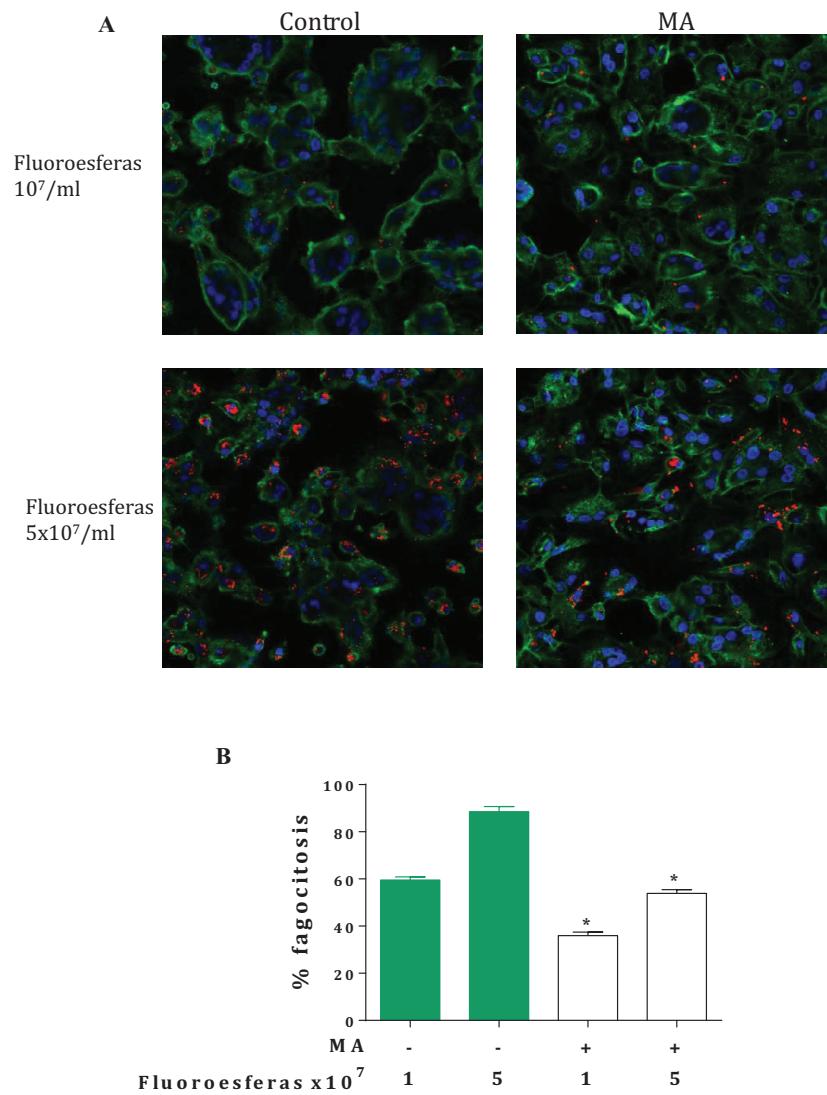 A
Control
MA
Fluoroesferas
10⁷/ml
Fluoroesferas
5x10⁷/ml
B
% fagocitosis
100
80
60
40
20
0
*
*
MA - - + +
Fluoroesferas x10⁷ 1 5 1 5